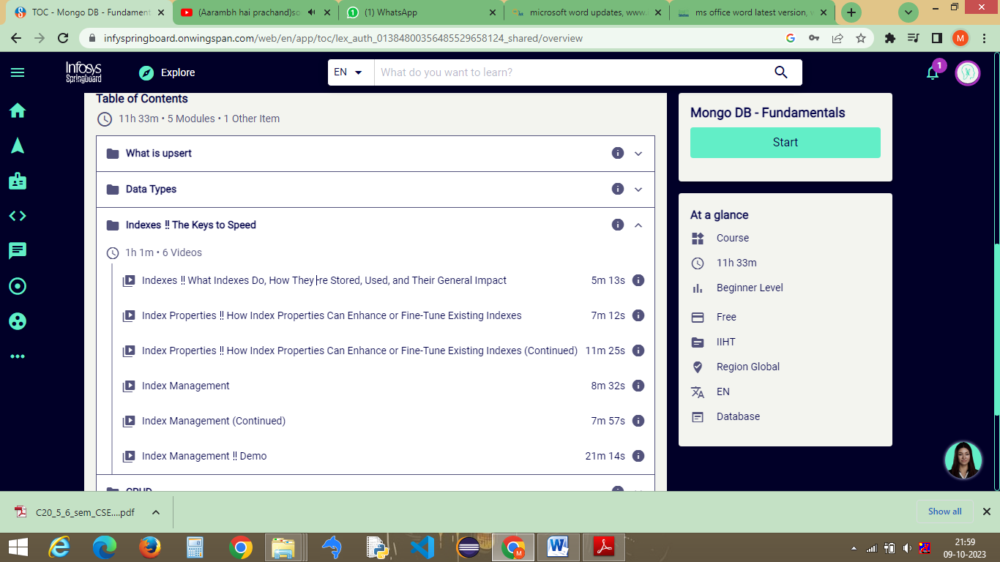 TOC - Mongo DB - Fundament
(Aarambh hai prachand)so
(1) WhatsApp
microsoft word updates, www.
ms office word latest version, v
infyspringboard.onwingspan.com/web/en/app/toc/lex_auth_01384800356485529658124_shared/overview
M
Infosys
Springboard
Explore
EN
What do you want to learn?
1
Table of Contents
11h 33m • 5 Modules • 1 Other Item
What is upsert
Data Types
Indexes ‼ The Keys to Speed
1h 1m • 6 Videos
Indexes ‼ What Indexes Do, How They're Stored, Used, and Their General Impact 5m 13s
Index Properties ‼ How Index Properties Can Enhance or Fine-Tune Existing Indexes 7m 12s
Index Properties ‼ How Index Properties Can Enhance or Fine-Tune Existing Indexes (Continued) 11m 25s
Index Management 8m 32s
Index Management (Continued) 7m 57s
Index Management ‼ Demo 21m 14s
CRUD
Mongo DB - Fundamentals
Start
At a glance
Course
11h 33m
Beginner Level
Free
IIHT
Region Global
EN
Database
C20_5_6_sem_CSE....pdf
Show all
21:59
09-10-2023